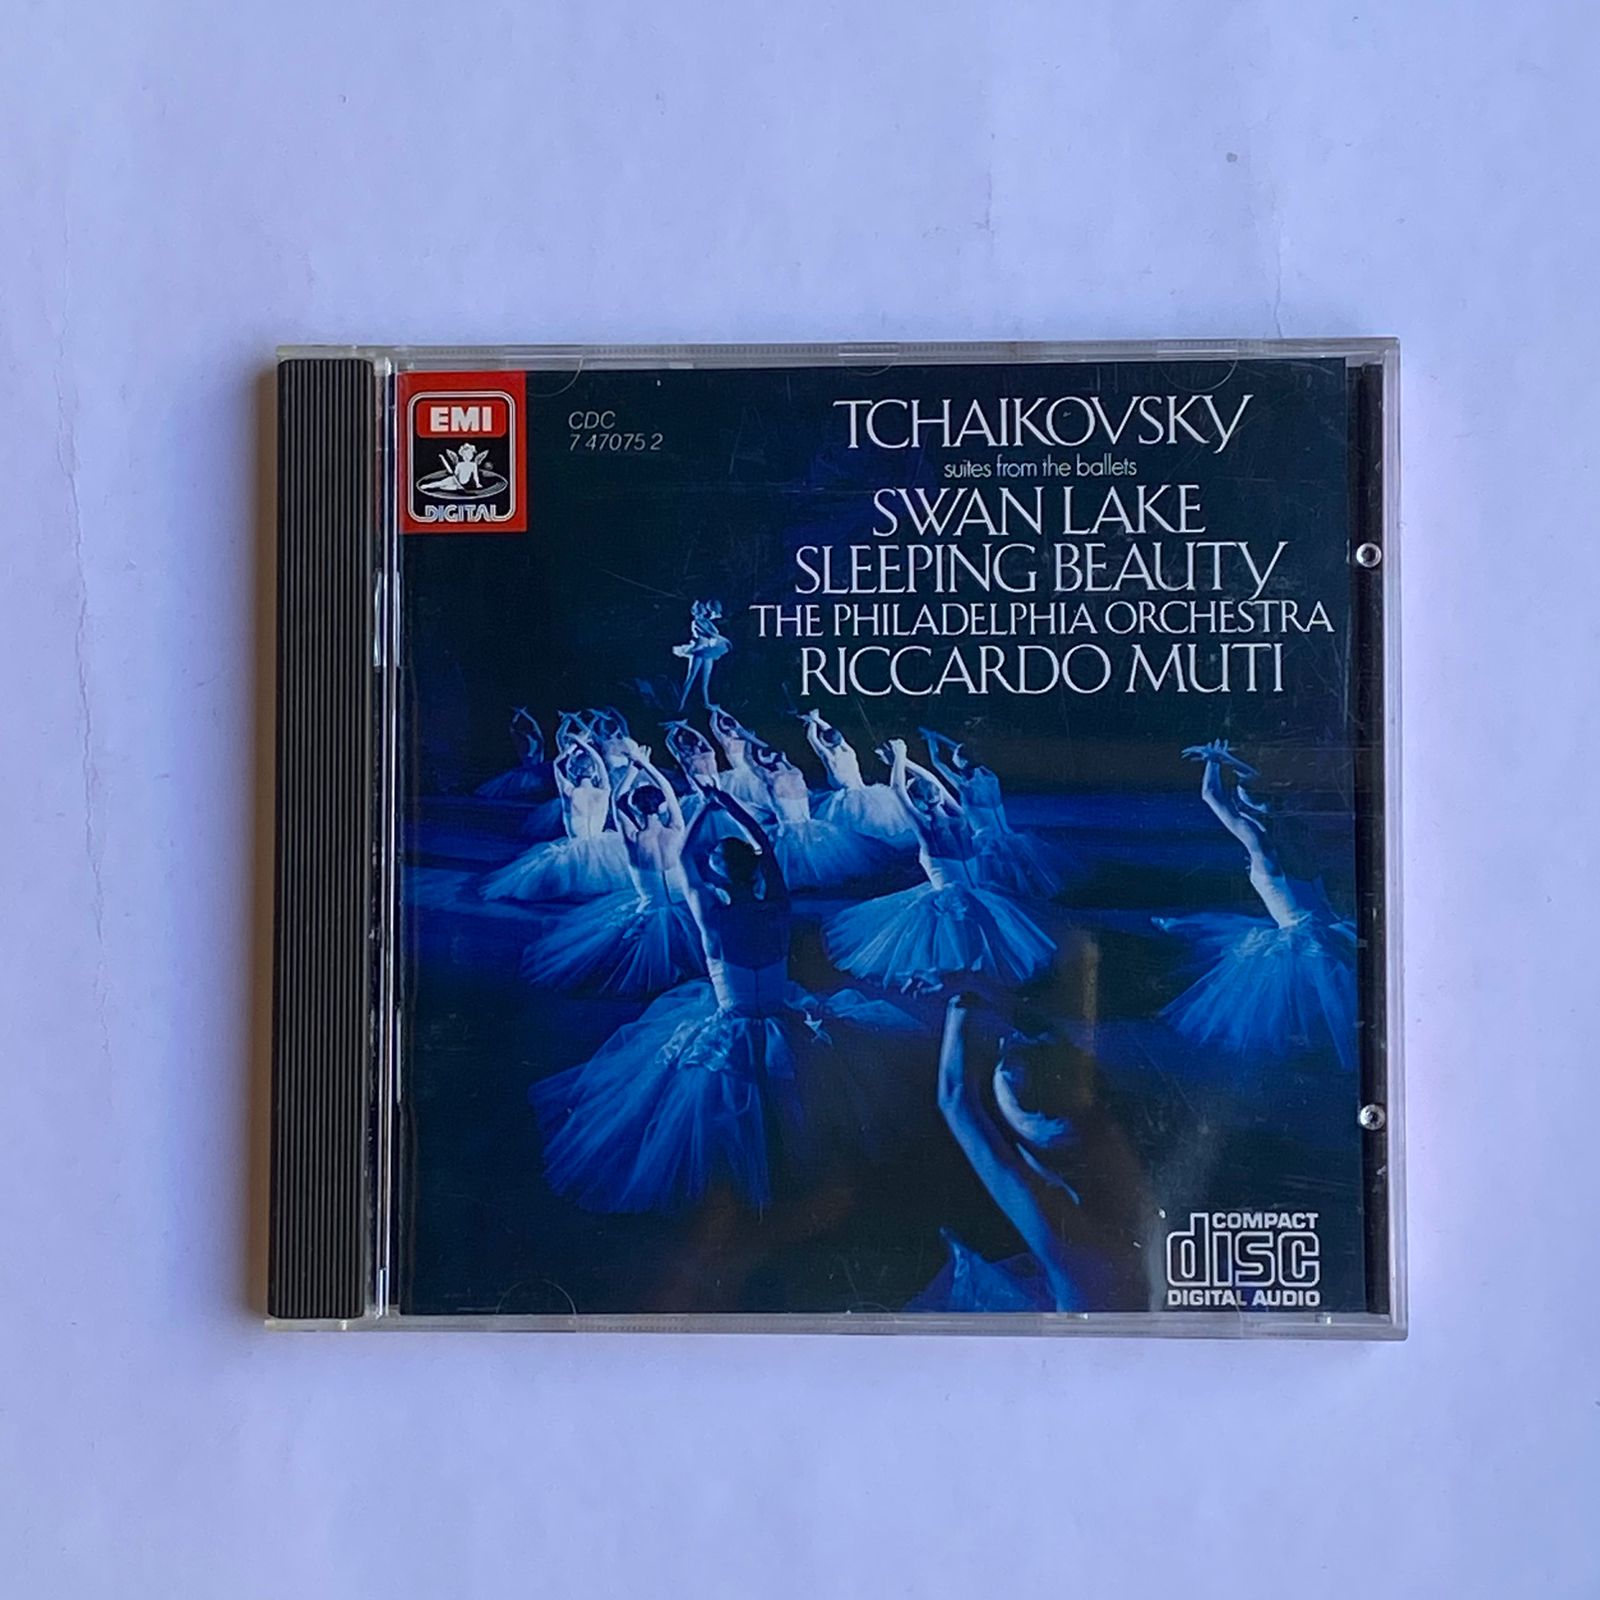 EMI
DIGITAL
CDC
7 47075 2
TCHAIKOVSKY
suites from the ballets
SWAN LAKE
SLEEPING BEAUTY
THE PHILADELPHIA ORCHESTRA
RICCARDO MUTI
COMPACT
disc
DIGITAL AUDIO